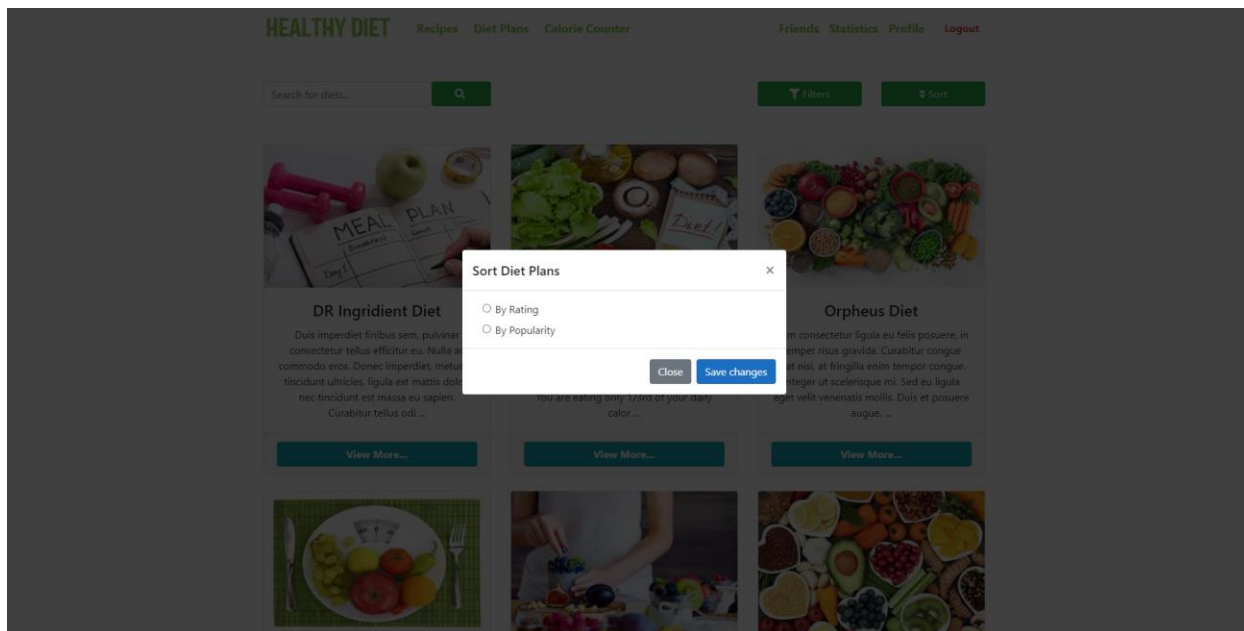 HEALTHY DIET Recipes Diet Plans Calorie Counter Friends Statistics Profile Logout
Search for diets... Filters Sort
MEAL PLAN
Breakfast
Day 1
Diet!
Sort Diet Plans ×
By Rating
By Popularity
Close Save changes
DR Ingridient Diet
Duis imperdiet finibus sem, pulvinar
consectetur tellus efficitur eu. Nulla
commodo eros. Donec imperdiet, metus
tincidunt ultricies, ligula est mattis
nec tincidunt est massa eu sapien.
Curabitur tellus odi ...
View More...
You are eating only 1/3rd of your daily
calor ...
View More...
Orpheus Diet
consectetur ligula eu felis posuere, in
risus gravida. Curabitur congue
nisi, at fringilla enim tempor congue.
ut scelerisque mi. Sed eu ligula
eget velit venenatis mollis. Duis et posuere
augue. ...
View More...